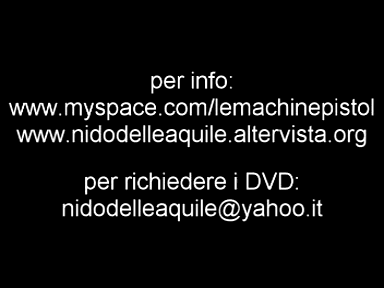 per info:
www.myspace.com/lemachinepistol
www.nidodelleaquile.altervista.org
per richiedere i DVD:
nidodelleaquile@yahoo.it